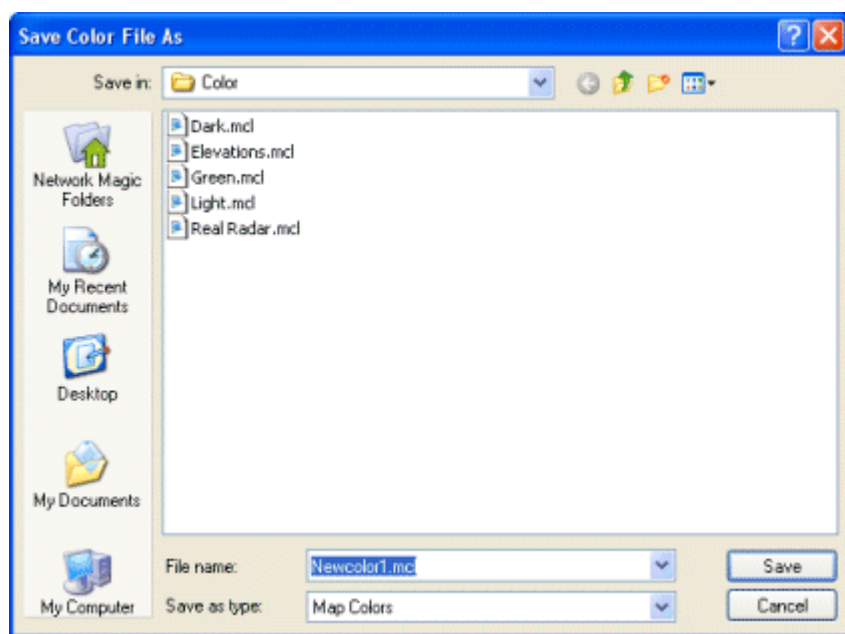 Save Color File As
Save in: Color
Dark.mcl
Elevations.mcl
Green.mcl
Light.mcl
Real Radar.mcl
Network Magic
Folders
My Recent
Documents
Desktop
My Documents
My Computer
File name: Newcolor1.mcl Save
Save as type: Map Colors Cancel